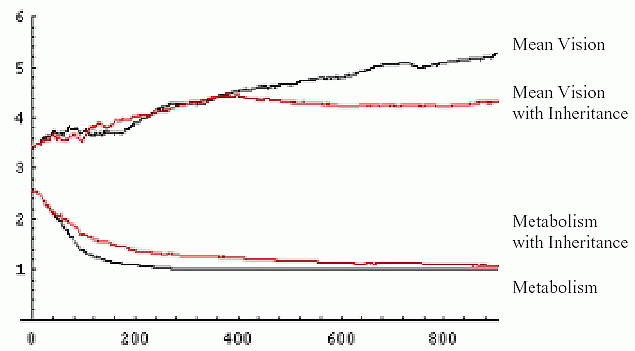 6
Mean Vision
5
Mean Vision
with Inheritance
4
3
2
Metabolism
with Inheritance
1
Metabolism
0 200 400 600 800